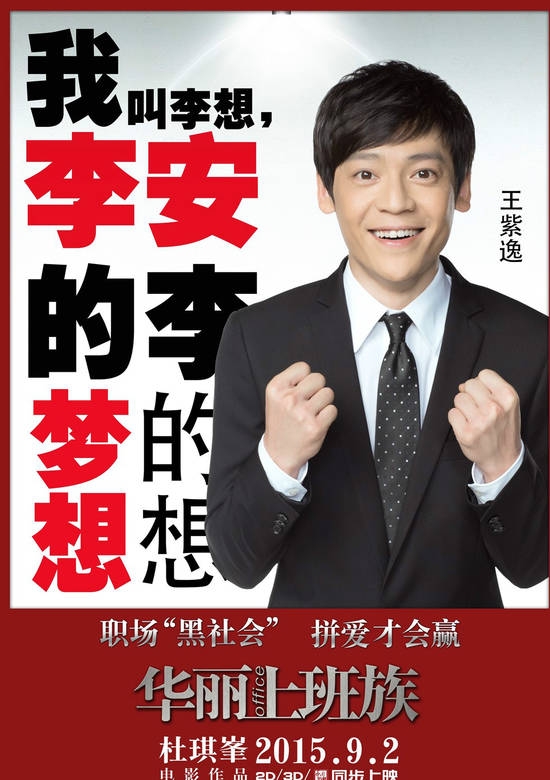 我叫李想，
李安
的李
梦想
的想
王紫逸
职场“黑社会” 拼爱才会赢
华丽上班族
office
杜琪峯 2015.9.2
电影作品 2D/3D/ 同步上映